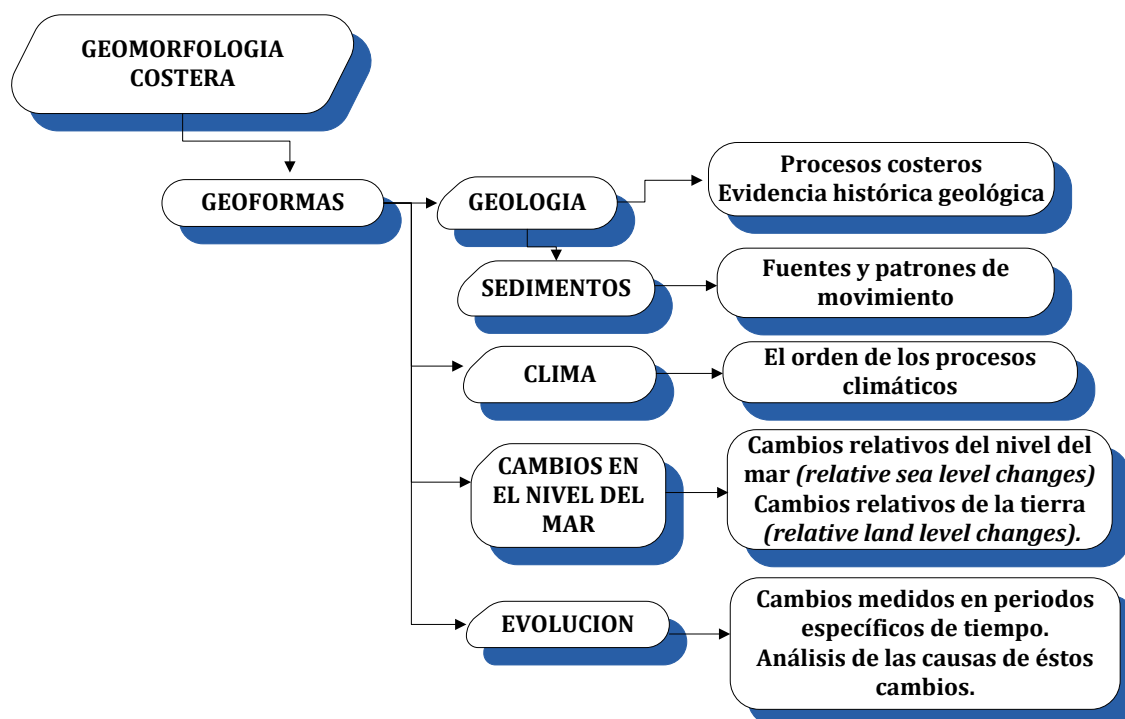 GEOMORFOLOGIA
COSTERA
GEOFORMAS
GEOLOGIA
Procesos costeros
Evidencia histórica geológica
SEDIMENTOS
Fuentes y patrones de
movimiento
CLIMA
El orden de los procesos
climáticos
CAMBIOS EN
EL NIVEL DEL
MAR
Cambios relativos del nivel del
mar (relative sea level changes)
Cambios relativos de la tierra
(relative land level changes).
EVOLUCION
Cambios medidos en periodos
específicos de tiempo.
Análisis de las causas de éstos
cambios.